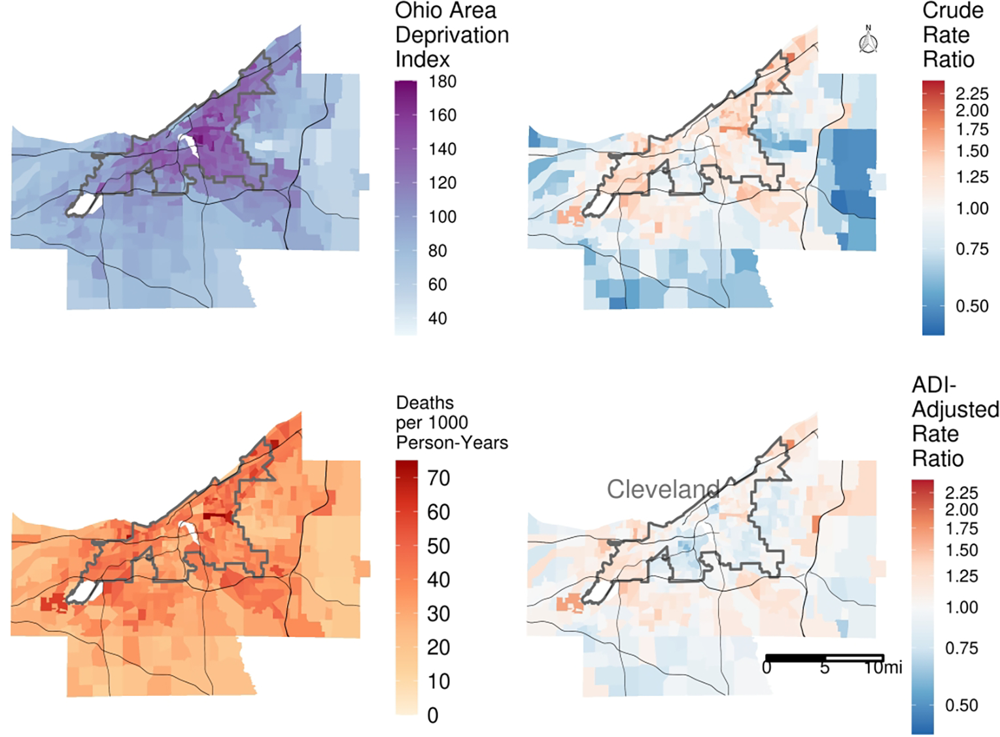 Ohio Area
Deprivation
Index
180
160
140
120
100
80
60
40
N
Crude
Rate
Ratio
2.25
2.00
1.75
1.50
1.25
1.00
0.75
0.50
Deaths
per 1000
Person-Years
70
60
50
40
30
20
10
0
Cleveland
0 5 10mi
ADI-
Adjusted
Rate
Ratio
2.25
2.00
1.75
1.50
1.25
1.00
0.75
0.50